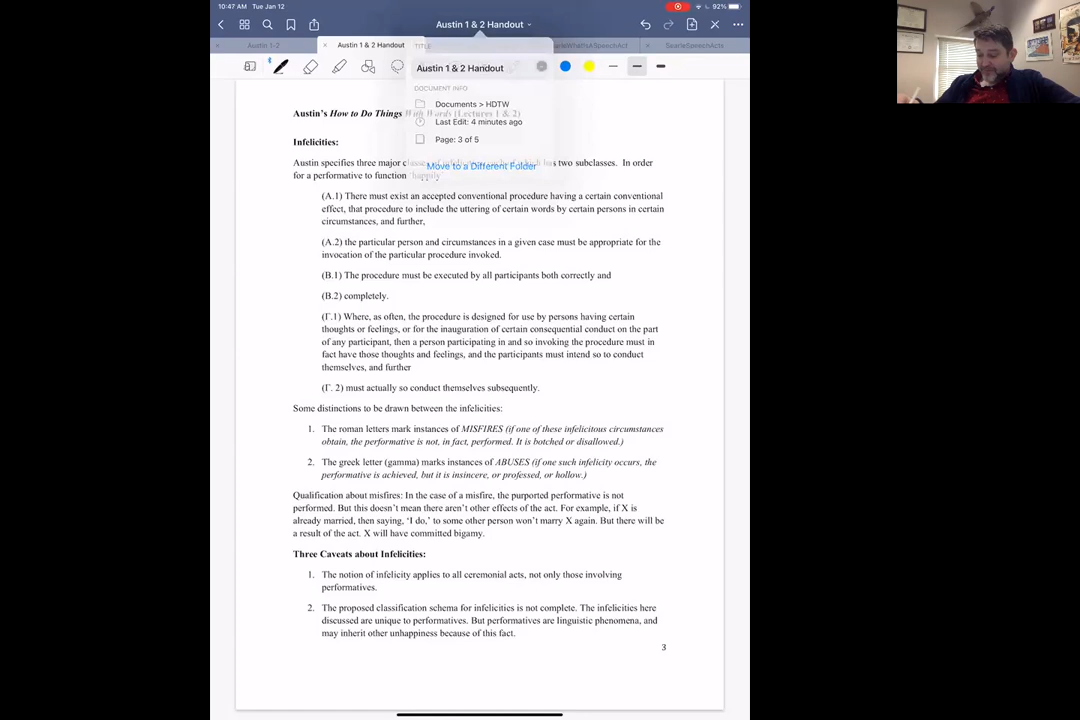 10:47 AM Tue Jan 12
92%
Austin 1 & 2 Handout
Austin 1-2
Austin 1 & 2 Handout
SearleSpeechActs
TITLE
Austin 1 & 2 Handout
DOCUMENT INFO
Documents > HDTW
Last Edit: 4 minutes ago
Page: 3 of 5
Move to a Different Folder
Austin's How to Do Things With Words (Lectures 1 & 2)
Infelicities:
Austin specifies three major has two subclasses. In order
for a performative to function 'happily'
(A.1) There must exist an accepted conventional procedure having a certain conventional
effect, that procedure to include the uttering of certain words by certain persons in certain
circumstances, and further,
(A.2) the particular person and circumstances in a given case must be appropriate for the
invocation of the particular procedure invoked.
(B.1) The procedure must be executed by all participants both correctly and
(B.2) completely.
(Γ.1) Where, as often, the procedure is designed for use by persons having certain
thoughts or feelings, or for the inauguration of certain consequential conduct on the part
of any participant, then a person participating in and so invoking the procedure must in
fact have those thoughts and feelings, and the participants must intend so to conduct
themselves, and further
(Γ. 2) must actually so conduct themselves subsequently.
Some distinctions to be drawn between the infelicities:
1. The roman letters mark instances of MISFIRES (if one of these infelicitous circumstances
obtain, the performative is not, in fact, performed. It is botched or disallowed.)
2. The greek letter (gamma) marks instances of ABUSES (if one such infelicity occurs, the
performative is achieved, but it is insincere, or professed, or hollow.)
Qualification about misfires: In the case of a misfire, the purported performative is not
performed. But this doesn't mean there aren't other effects of the act. For example, if X is
already married, then saying, 'I do,' to some other person won't marry X again. But there will be
a result of the act. X will have committed bigamy.
Three Caveats about Infelicities:
1. The notion of infelicity applies to all ceremonial acts, not only those involving
performatives.
2. The proposed classification schema for infelicities is not complete. The infelicities here
discussed are unique to performatives. But performatives are linguistic phenomena, and
may inherit other unhappiness because of this fact.
3